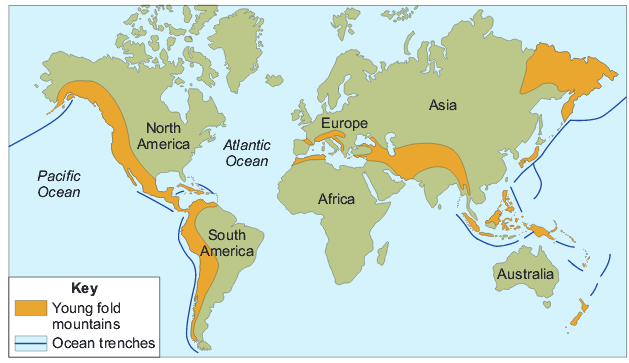 Asia
Europe
North
America
Atlantic
Ocean
Pacific
Ocean
Africa
South
America
Australia
Key
Young fold
mountains
Ocean trenches